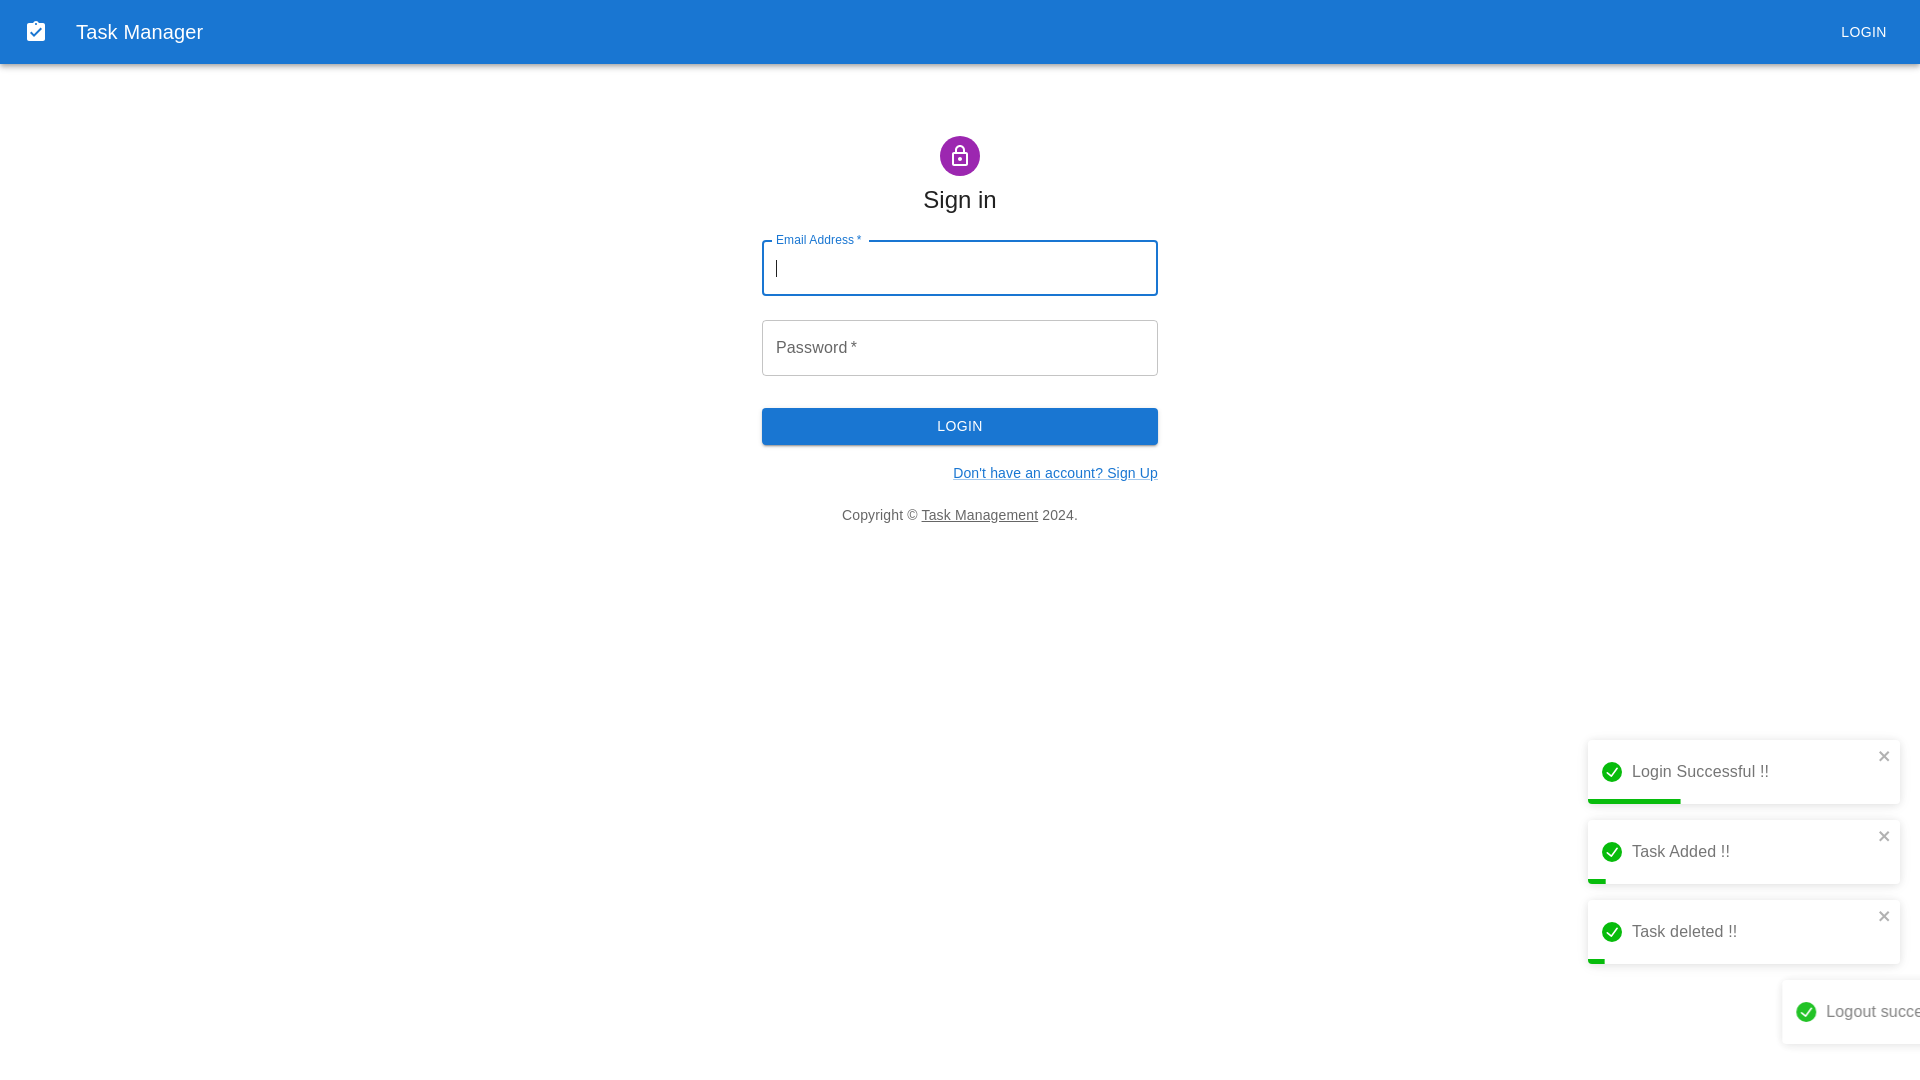 Task Manager
LOGIN
Sign in
Email Address *
Password *
LOGIN
Don't have an account? Sign Up
Copyright © Task Management 2024.
Login Successful !!
Task Added !!
Task deleted !!
Logout succe